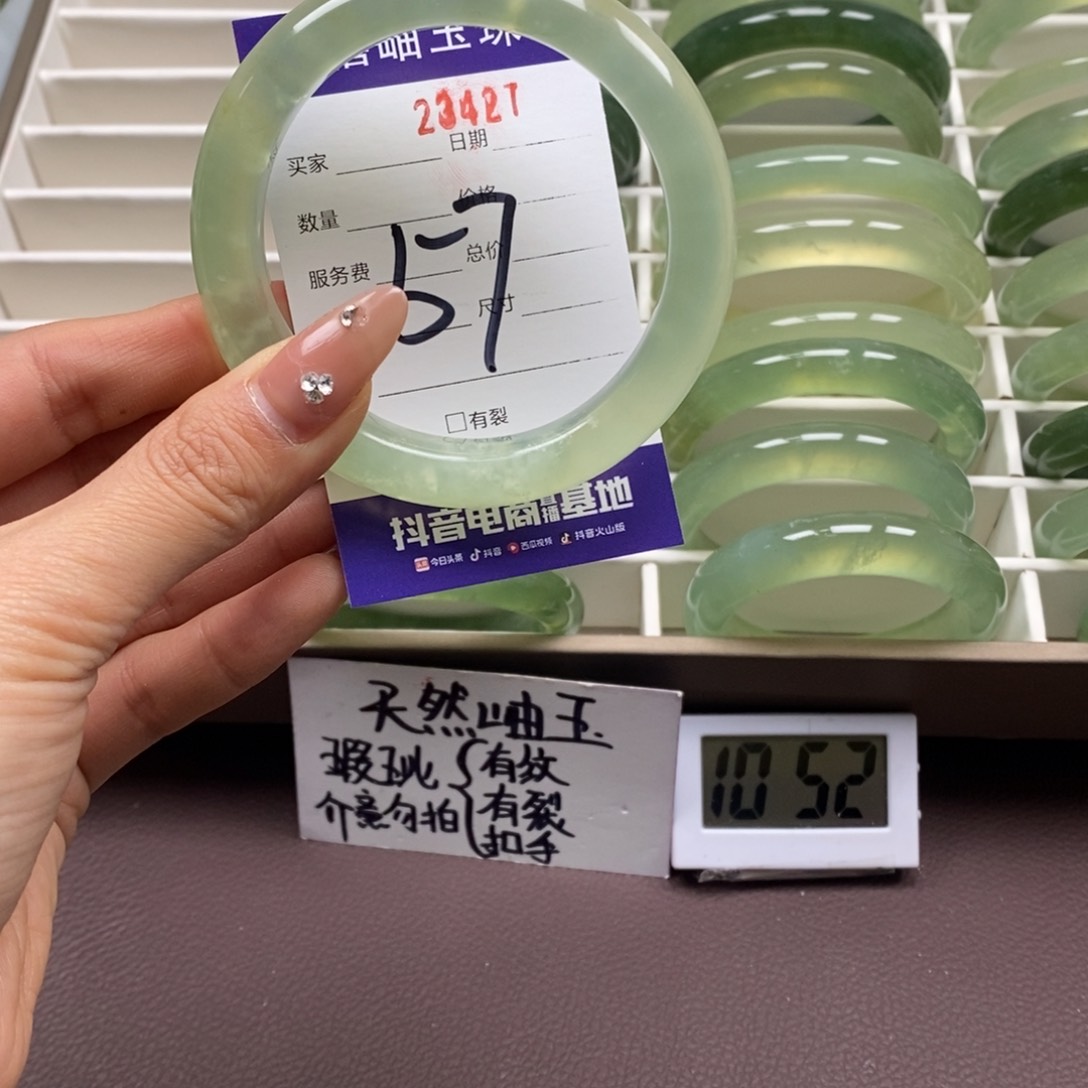 岫玉珠
23427
日期
买家
价格
数量
57
总价
服务费
尺寸
□有裂
抖音电商直播基地
今日头条 抖音 西瓜视频 抖音火山版
天然岫玉
瑕玼 有纹
介意勿拍 有裂
扣手
10 52